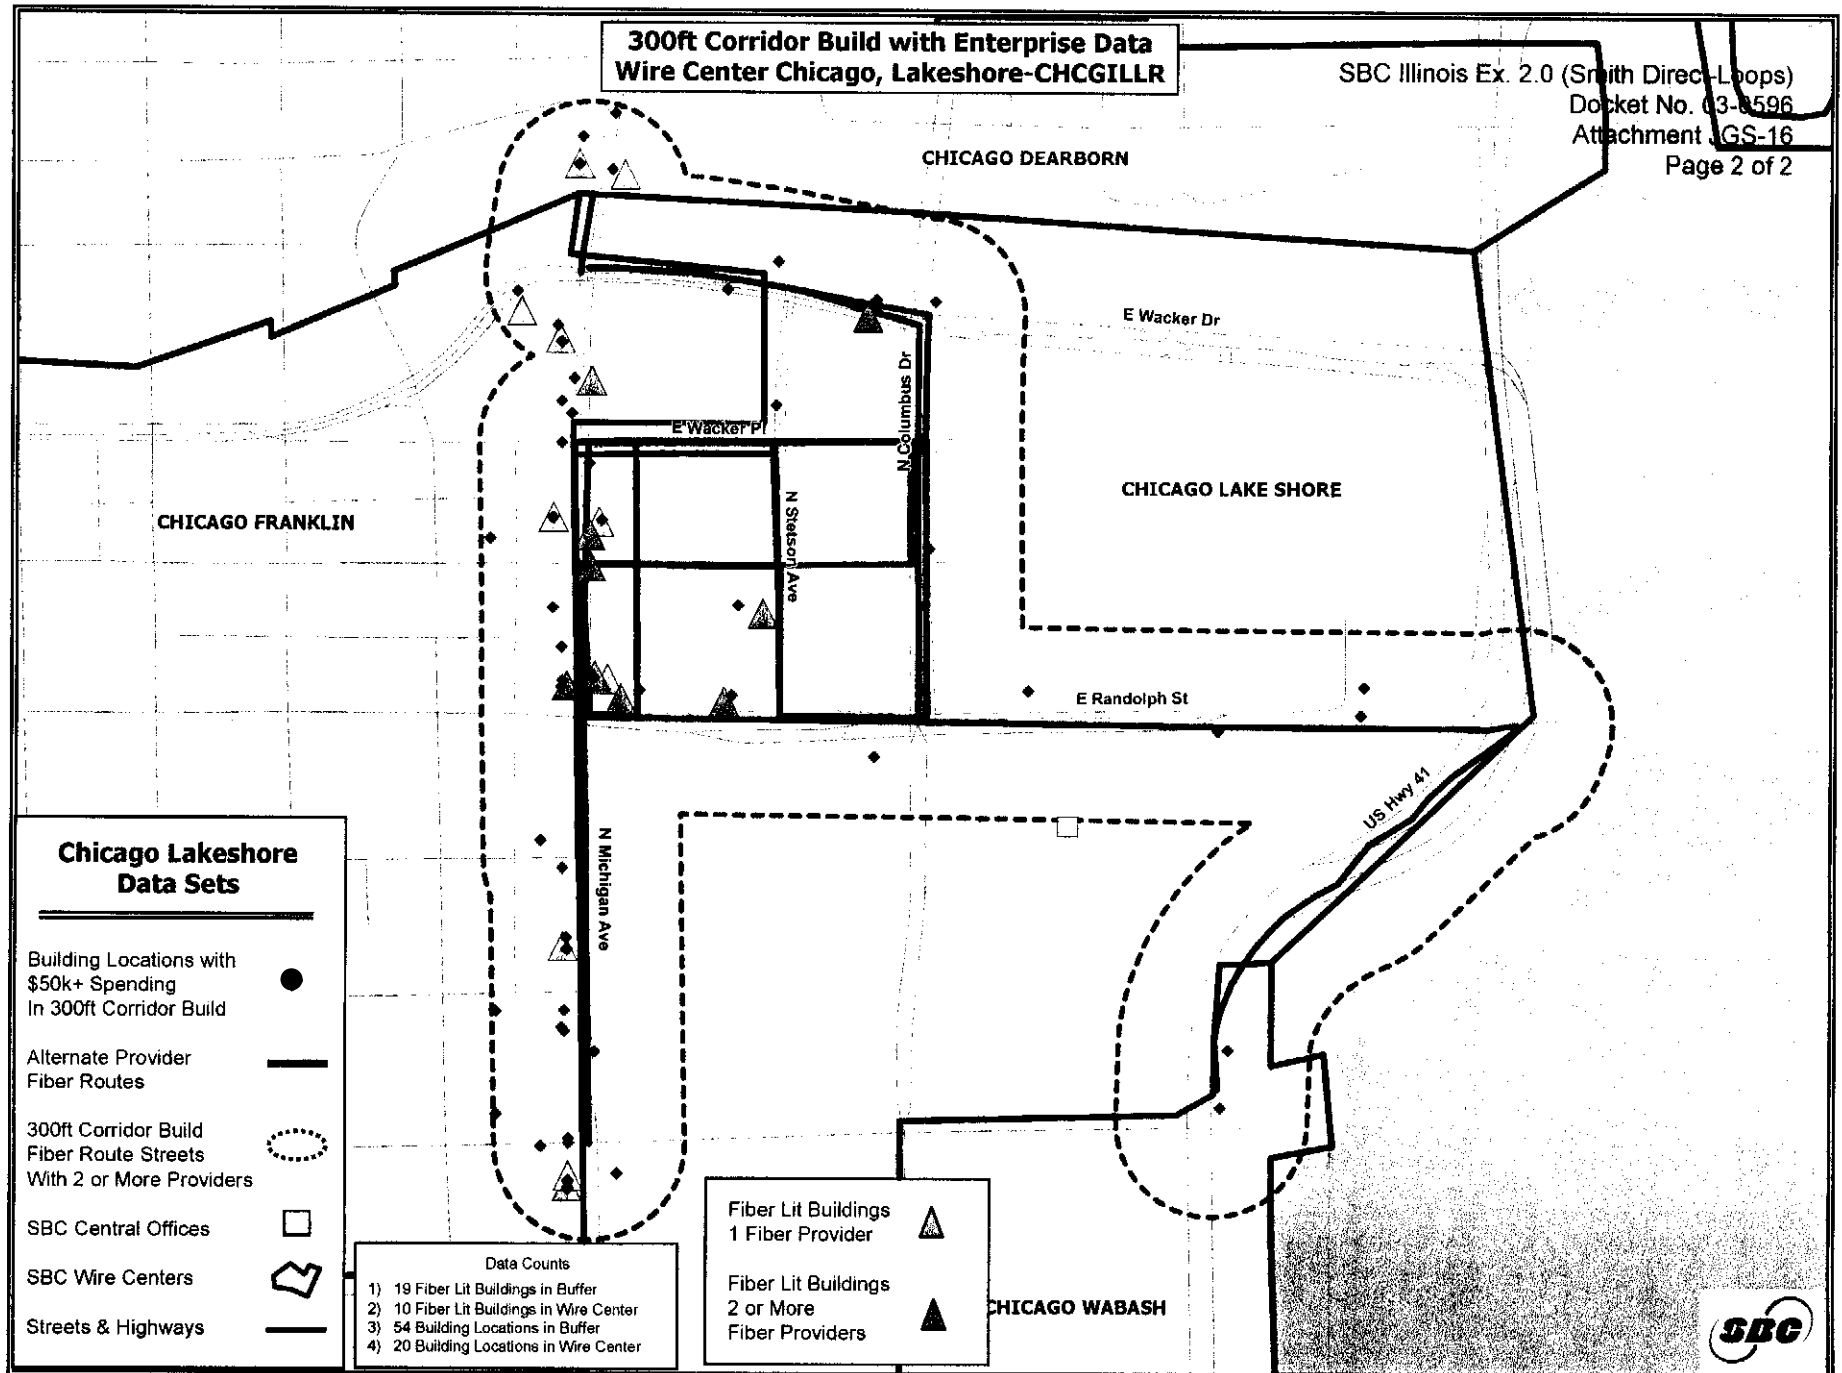 300ft Corridor Build with Enterprise Data
Wire Center Chicago, Lakeshore-CHCGILLR
SBC Illinois Ex. 2.0 (Smith Direct-Loops)
Docket No. 03-0596
Attachment JGS-16
Page 2 of 2
CHICAGO DEARBORN
E Wacker Dr
N Columbus Dr
E Wacker Pl
CHICAGO LAKE SHORE
N Stetson Ave
CHICAGO FRANKLIN
E Randolph St
US Hwy 41
N Michigan Ave
Chicago Lakeshore
Data Sets
Building Locations with
$50k+ Spending
In 300ft Corridor Build
Alternate Provider
Fiber Routes
300ft Corridor Build
Fiber Route Streets
With 2 or More Providers
SBC Central Offices
SBC Wire Centers
Streets & Highways
Data Counts
1) 19 Fiber Lit Buildings in Buffer
2) 10 Fiber Lit Buildings in Wire Center
3) 54 Building Locations in Buffer
4) 20 Building Locations in Wire Center
Fiber Lit Buildings
1 Fiber Provider
Fiber Lit Buildings
2 or More
Fiber Providers
CHICAGO WABASH
SBC